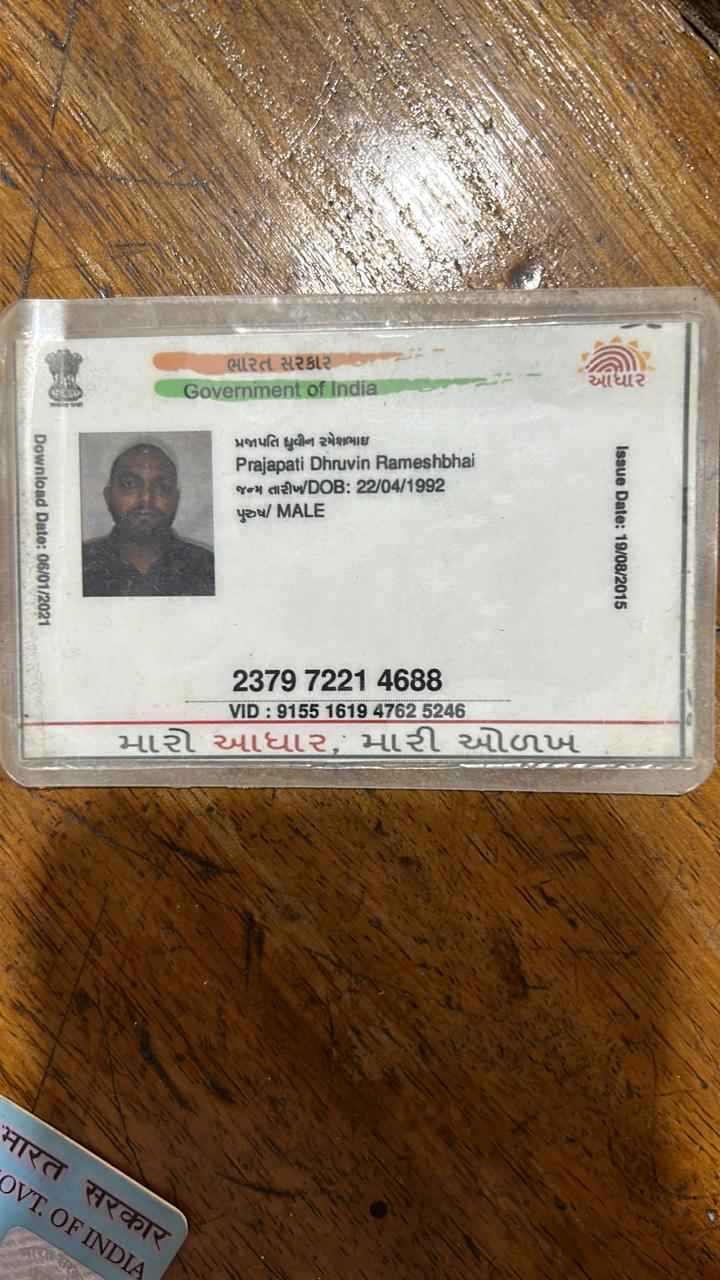 ભારત સરકાર
Government of India
આધાર
પ્રજાપતિ ધ્રુવીન રમેશભાઇ
Prajapati Dhruvin Rameshbhai
જન્મ તારીખ/DOB: 22/04/1992
પુરુષ/ MALE
Download Date: 06/01/2021
Issue Date: 19/08/2015
2379 7221 4688
VID : 9155 1619 4762 5246
મારો આધાર, મારી ઓળખ
भारत सरकार
OVT. OF INDIA